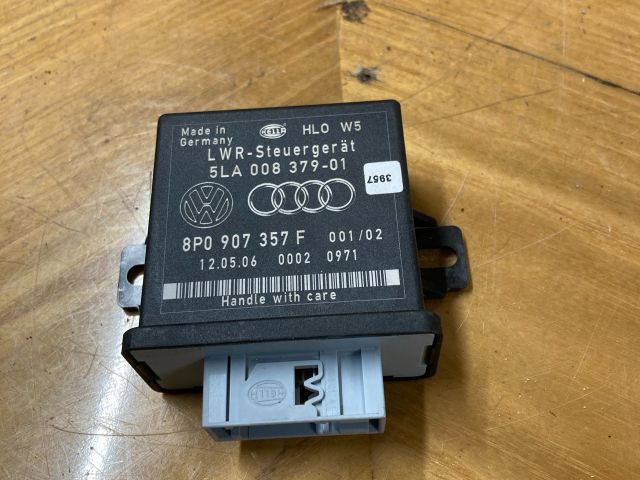 Made in
Germany
HELLA
HLO W5
LWR-Steuergerät
5LA 008 379-01
3957
8P0 907 357 F 001/02
12.05.06 0002 0971
Handle with care
HELLA